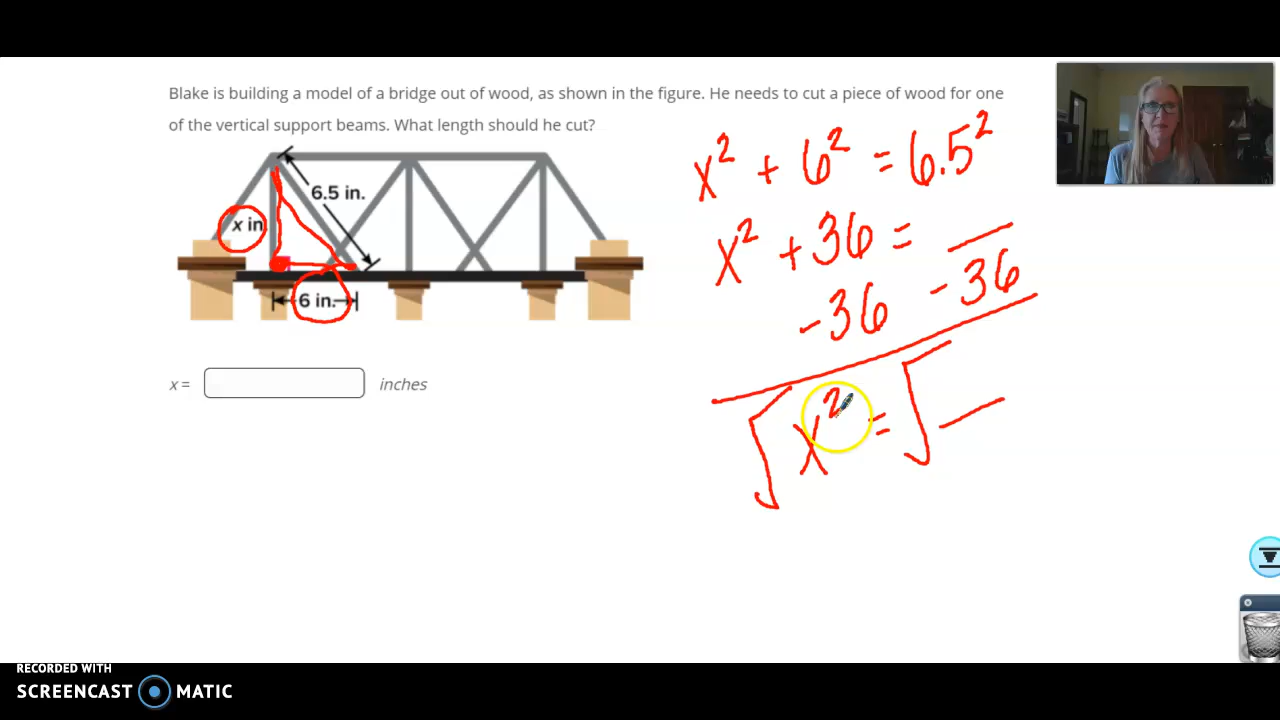 Blake is building a model of a bridge out of wood, as shown in the figure. He needs to cut a piece of wood for one
of the vertical support beams. What length should he cut?
6.5 in.
x in
6 in.
x =
inches
x² + 6² = 6.5²
x² + 36 = __
- 36 - 36
√x² = √__
RECORDED WITH
SCREENCAST MATIC